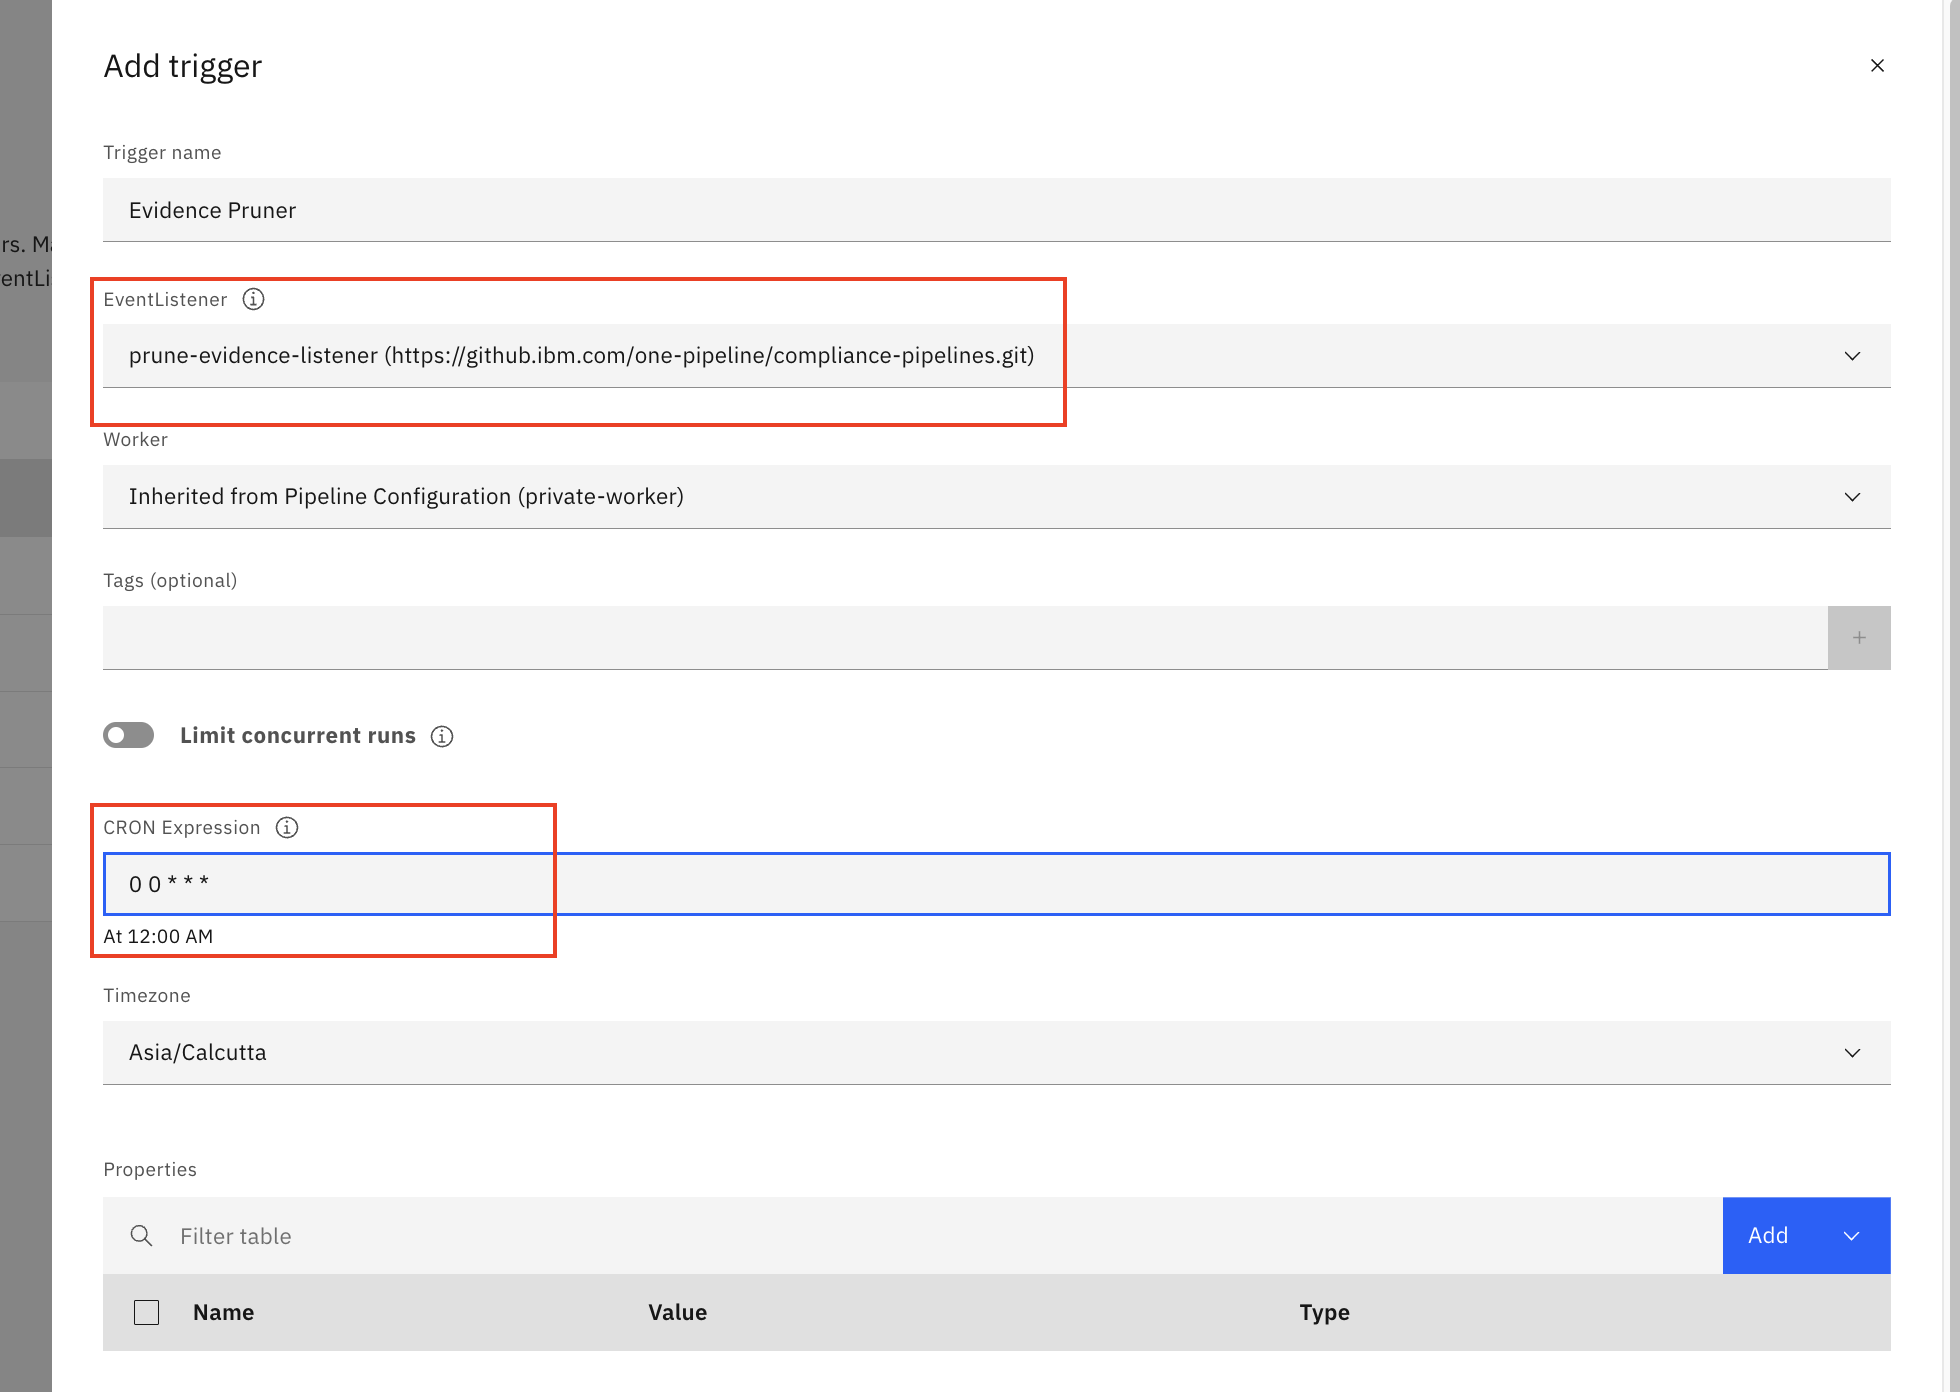 Add trigger
Trigger name
Evidence Pruner
rs. Ma
entLi
EventListener
prune-evidence-listener (https://github.ibm.com/one-pipeline/compliance-pipelines.git)
Worker
Inherited from Pipeline Configuration (private-worker)
Tags (optional)
Limit concurrent runs
CRON Expression
0 0 * * *
At 12:00 AM
Timezone
Asia/Calcutta
Properties
Filter table
Add
Name Value Type